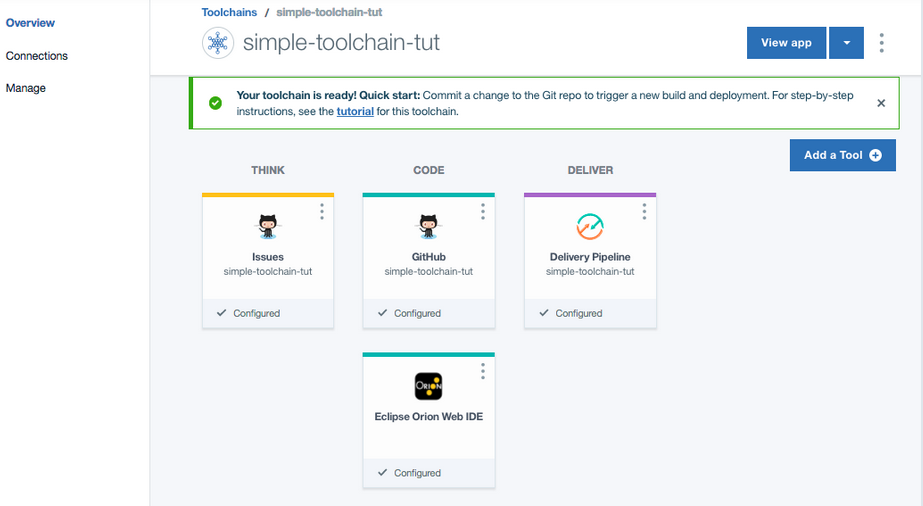 Overview
Connections
Manage
Toolchains / simple-toolchain-tut
simple-toolchain-tut
View app
Your toolchain is ready! Quick start: Commit a change to the Git repo to trigger a new build and deployment. For step-by-step
instructions, see the tutorial for this toolchain.
Add a Tool
THINK
CODE
DELIVER
Issues
simple-toolchain-tut
Configured
GitHub
simple-toolchain-tut
Configured
Delivery Pipeline
simple-toolchain-tut
Configured
ORION
Eclipse Orion Web IDE
Configured